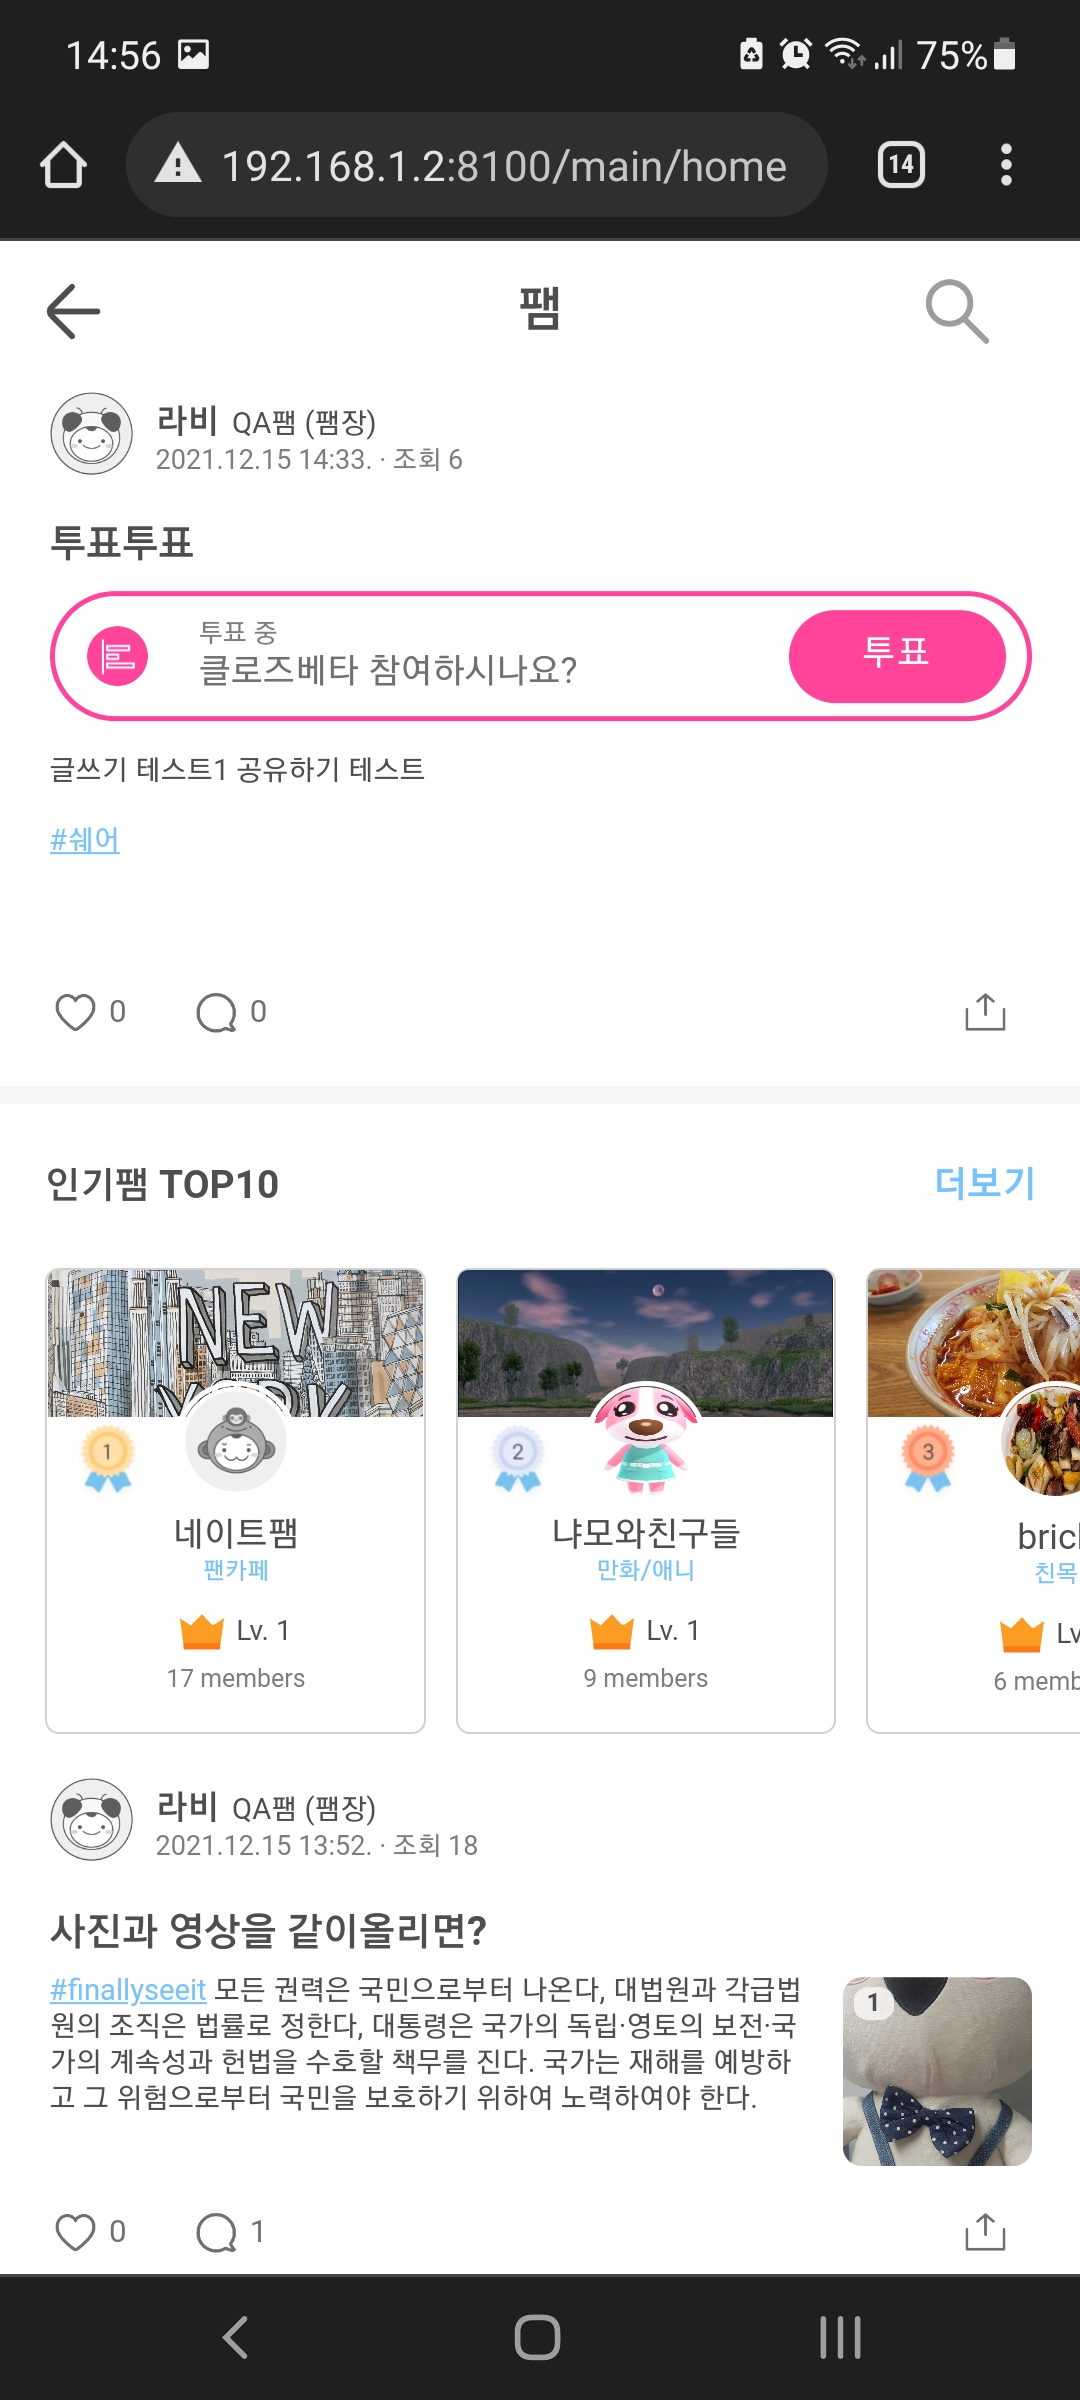 14:56
75%
192.168.1.2:8100/main/home
14
팸
라비 QA팸 (팸장)
2021.12.15 14:33. · 조회 6
투표투표
투표 중
클로즈베타 참여하시나요?
투표
글쓰기 테스트1 공유하기 테스트
#쉐어
0
0
인기팸 TOP10
더보기
NEW
YORK
1
네이트팸
팬카페
Lv. 1
17 members
2
냐모와친구들
만화/애니
Lv. 1
9 members
3
bric
친목
Lv
6 memb
라비 QA팸 (팸장)
2021.12.15 13:52. · 조회 18
사진과 영상을 같이올리면?
#finallyseeit 모든 권력은 국민으로부터 나온다, 대법원과 각급법
원의 조직은 법률로 정한다, 대통령은 국가의 독립·영토의 보전·국
가의 계속성과 헌법을 수호할 책무를 진다. 국가는 재해를 예방하
고 그 위험으로부터 국민을 보호하기 위하여 노력하여야 한다.
1
0
1